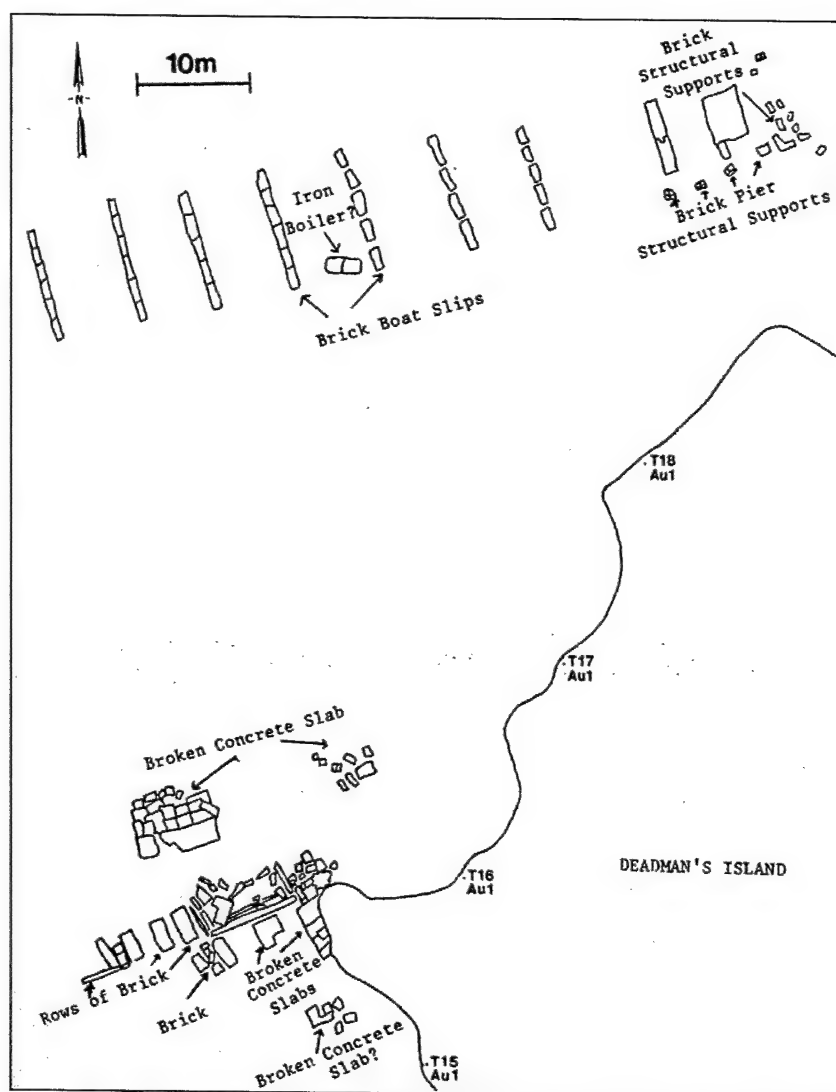 N
10m
Brick
Structural
Supports
Iron
Boiler?
Brick Pier
Structural Supports
Brick Boat Slips
T18
Au1
T17
Au1
Broken Concrete Slab
DEADMAN'S ISLAND
T16
Au1
Rows of Brick
Brick
Broken
Concrete
Slabs
Broken Concrete
Slab?
T15
Au1